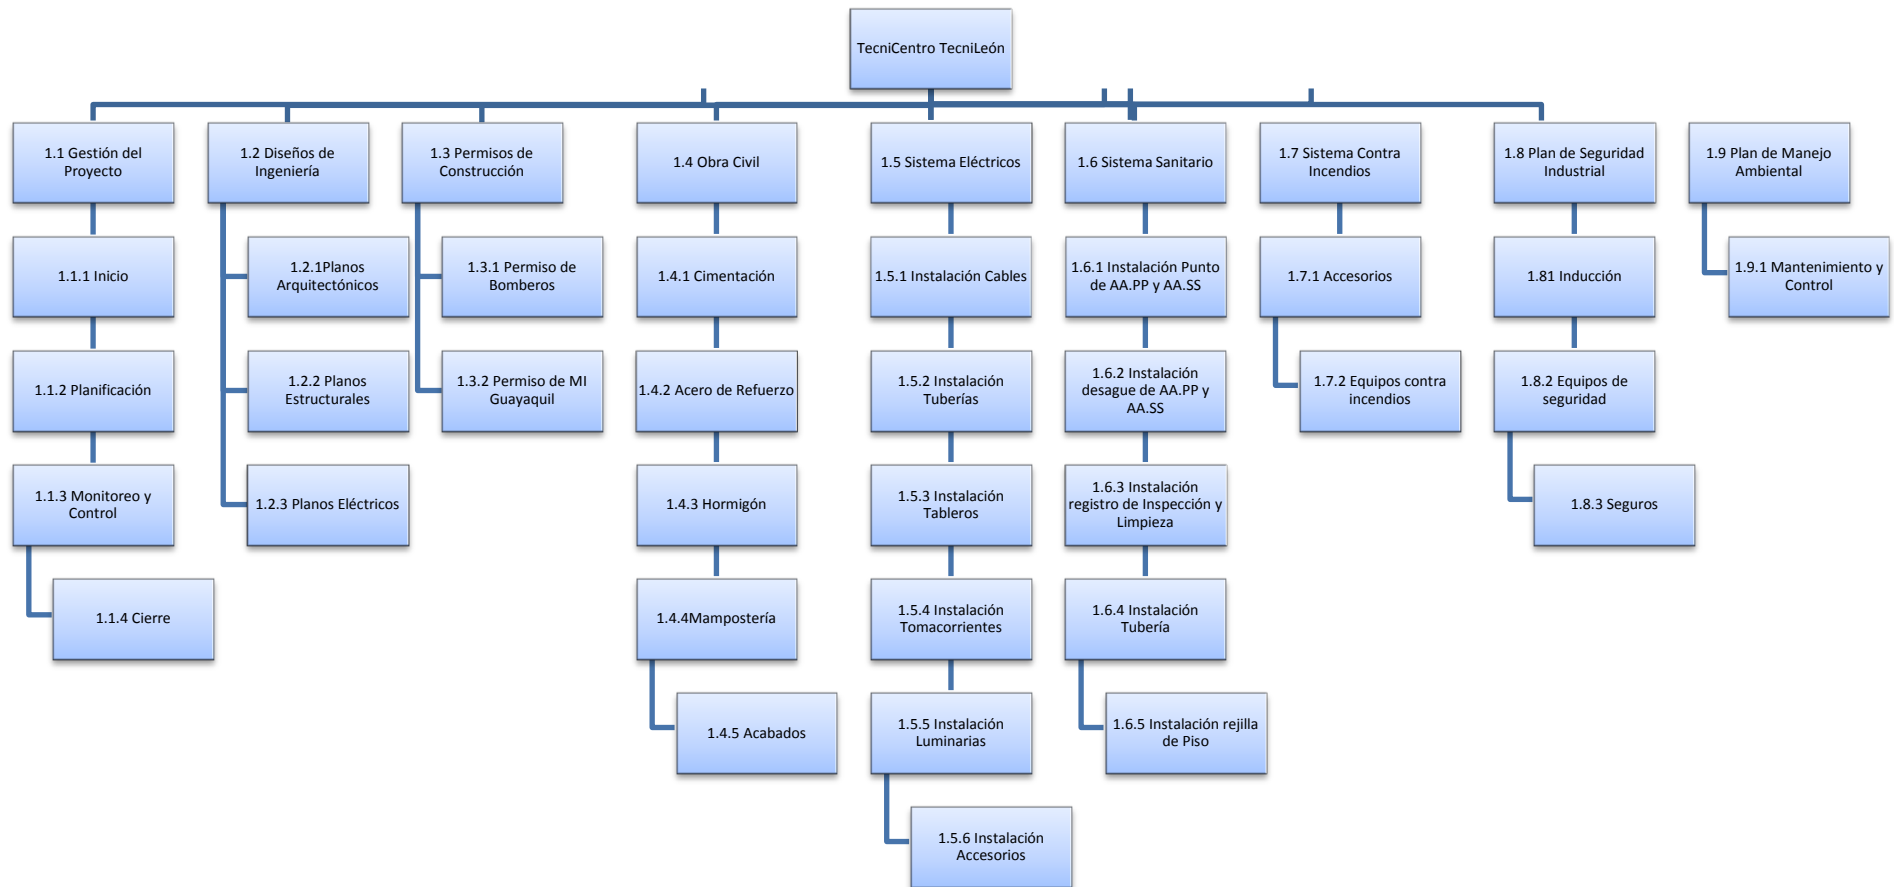 TecniCentro TecniLeón
1.1 Gestión del
Proyecto
1.2 Diseños de
Ingeniería
1.3 Permisos de
Construcción
1.4 Obra Civil
1.5 Sistema Eléctricos
1.6 Sistema Sanitario
1.7 Sistema Contra
Incendios
1.8 Plan de Seguridad
Industrial
1.9 Plan de Manejo
Ambiental
1.1.1 Inicio
1.2.1Planos
Arquitectónicos
1.3.1 Permiso de
Bomberos
1.4.1 Cimentación
1.5.1 Instalación Cables
1.6.1 Instalación Punto
de AA.PP y AA.SS
1.7.1 Accesorios
1.81 Inducción
1.9.1 Mantenimiento y
Control
1.1.2 Planificación
1.2.2 Planos
Estructurales
1.3.2 Permiso de MI
Guayaquil
1.4.2 Acero de Refuerzo
1.5.2 Instalación
Tuberías
1.6.2 Instalación
desague de AA.PP y
AA.SS
1.7.2 Equipos contra
incendios
1.8.2 Equipos de
seguridad
1.1.3 Monitoreo y
Control
1.2.3 Planos Eléctricos
1.4.3 Hormigón
1.5.3 Instalación
Tableros
1.6.3 Instalación
registro de Inspección y
Limpieza
1.8.3 Seguros
1.1.4 Cierre
1.4.4Mampostería
1.5.4 Instalación
Tomacorrientes
1.6.4 Instalación
Tubería
1.4.5 Acabados
1.5.5 Instalación
Luminarias
1.6.5 Instalación rejilla
de Piso
1.5.6 Instalación
Accesorios